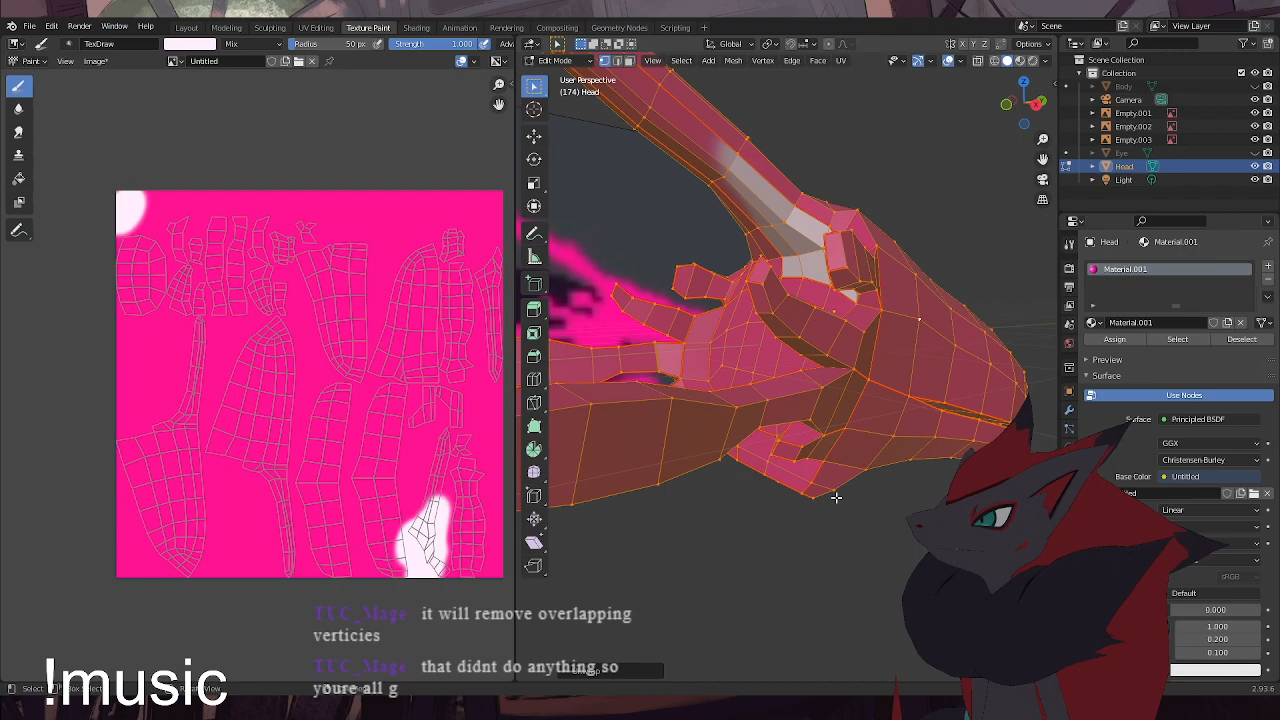 File Edit Render Window Help Layout Modeling Sculpting UV Editing Texture Paint Shading Animation Rendering Compositing Geometry Nodes Scripting + Scene View Layer
TexDraw Mix Radius 50 px Strength 1.000 Global X Y Z Options
Paint View Image* Untitled Edit Mode View Select Add Mesh Vertex Edge Face UV
User Perspective
(174) Head
Scene Collection
Collection
Body
Camera
Empty.001
Empty.002
Empty.003
Eye
Head
Light
Head Material.001
Material.001
Material.001
Assign Select Deselect
Preview
Surface
Use Nodes
Surface Principled BSDF
GGX
Christensen-Burley
Base Color Untitled
Linear
sRGB
Default
0.000
1.000
0.200
0.100
TUC_Mage it will remove overlapping
verticies
TUC_Mage that didnt do anything so
youre all g
!music
Select
2.93.6